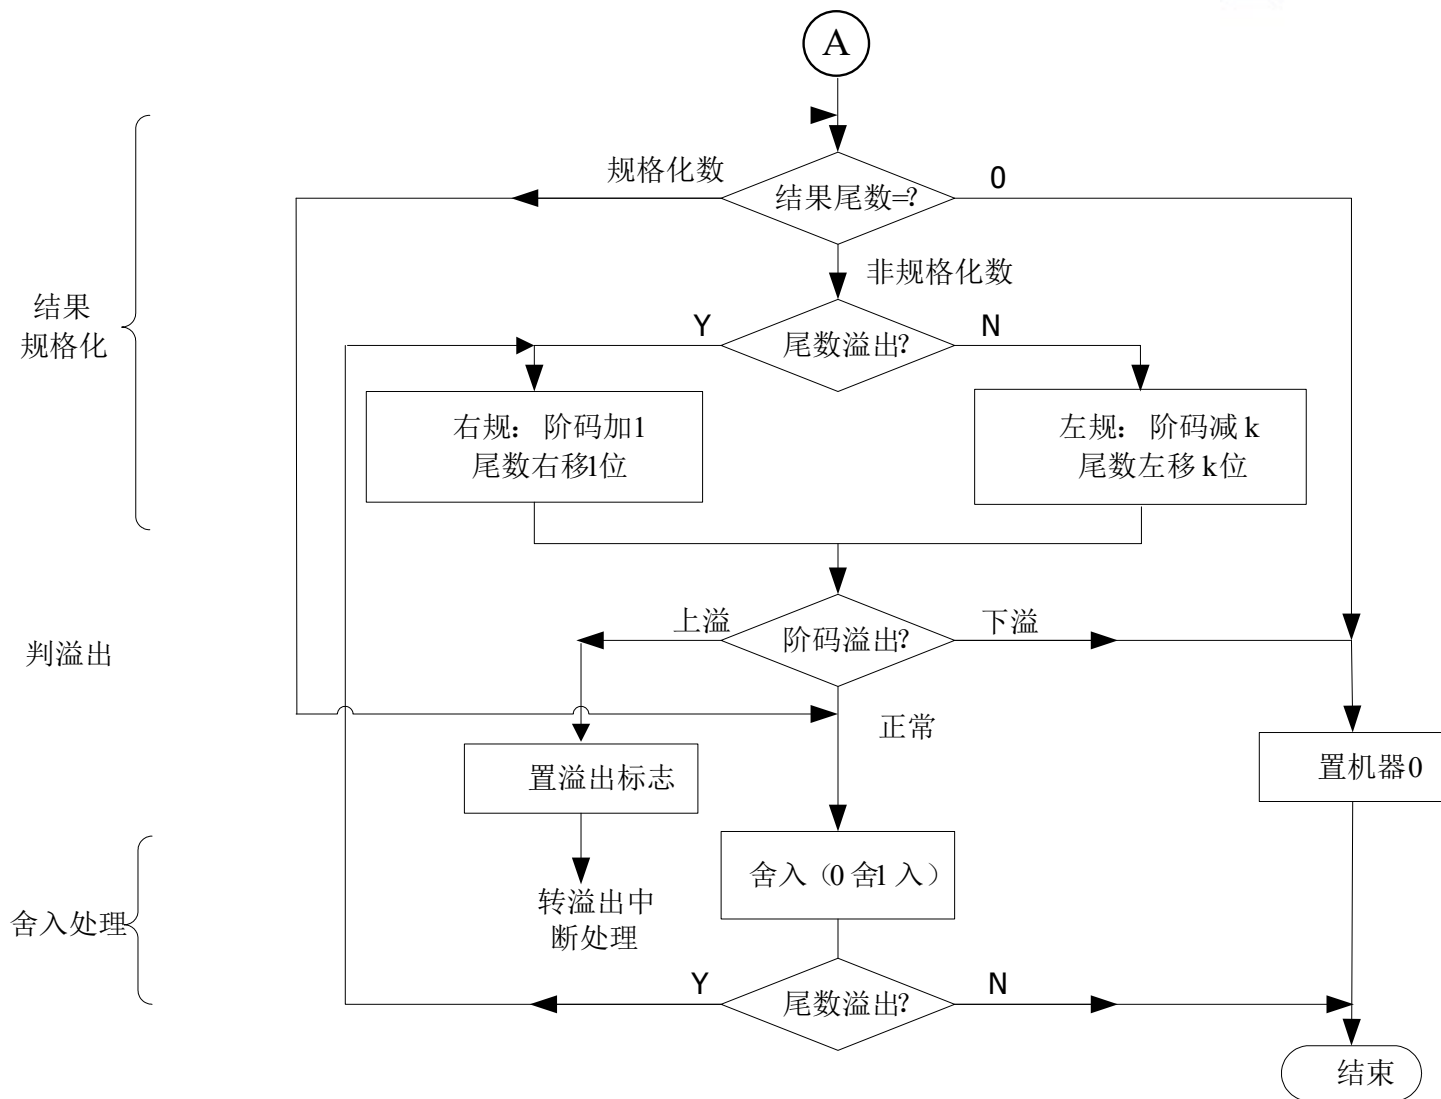 A
规格化数
结果尾数=?
0
非规格化数
结果
规格化
Y
尾数溢出?
N
右规： 阶码加1
尾数右移1位
左规： 阶码减 k
尾数左移 k位
判溢出
上溢
阶码溢出?
下溢
正常
置溢出标志
置机器0
舍入处理
舍入（0 舍1 入）
转溢出中
断处理
Y
尾数溢出?
N
结束